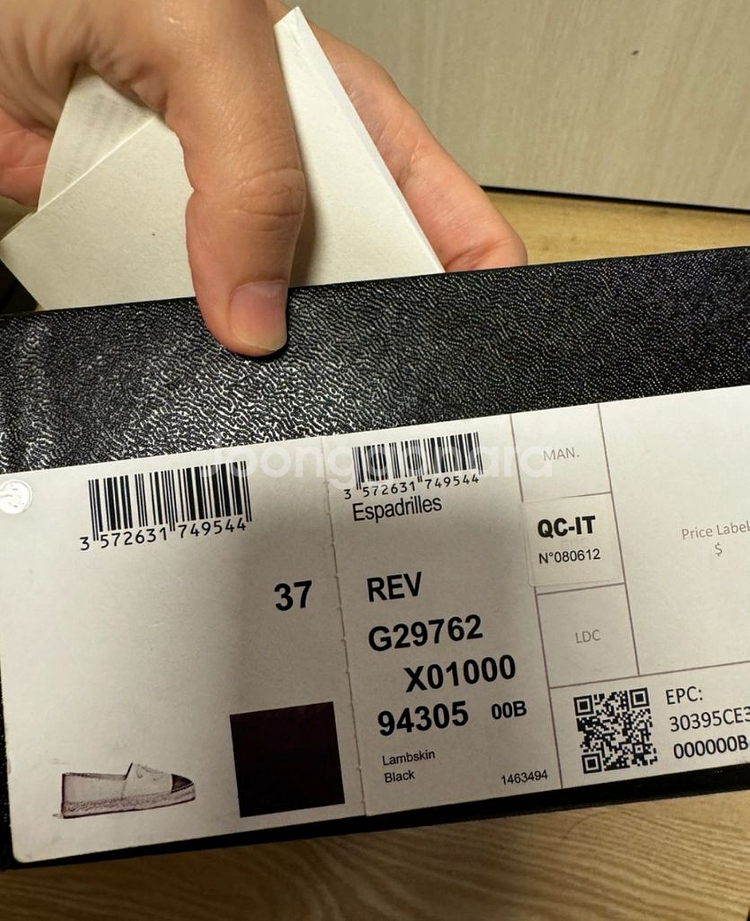 3 572631 749544
37
3 572631 749544
Espadrilles
REV
G29762
X01000
94305 00B
Lambskin
Black
1463494
MAN.
QC-IT
N°080612
LDC
Price Label
$
EPC:
30395CE3
000000B
joongonara